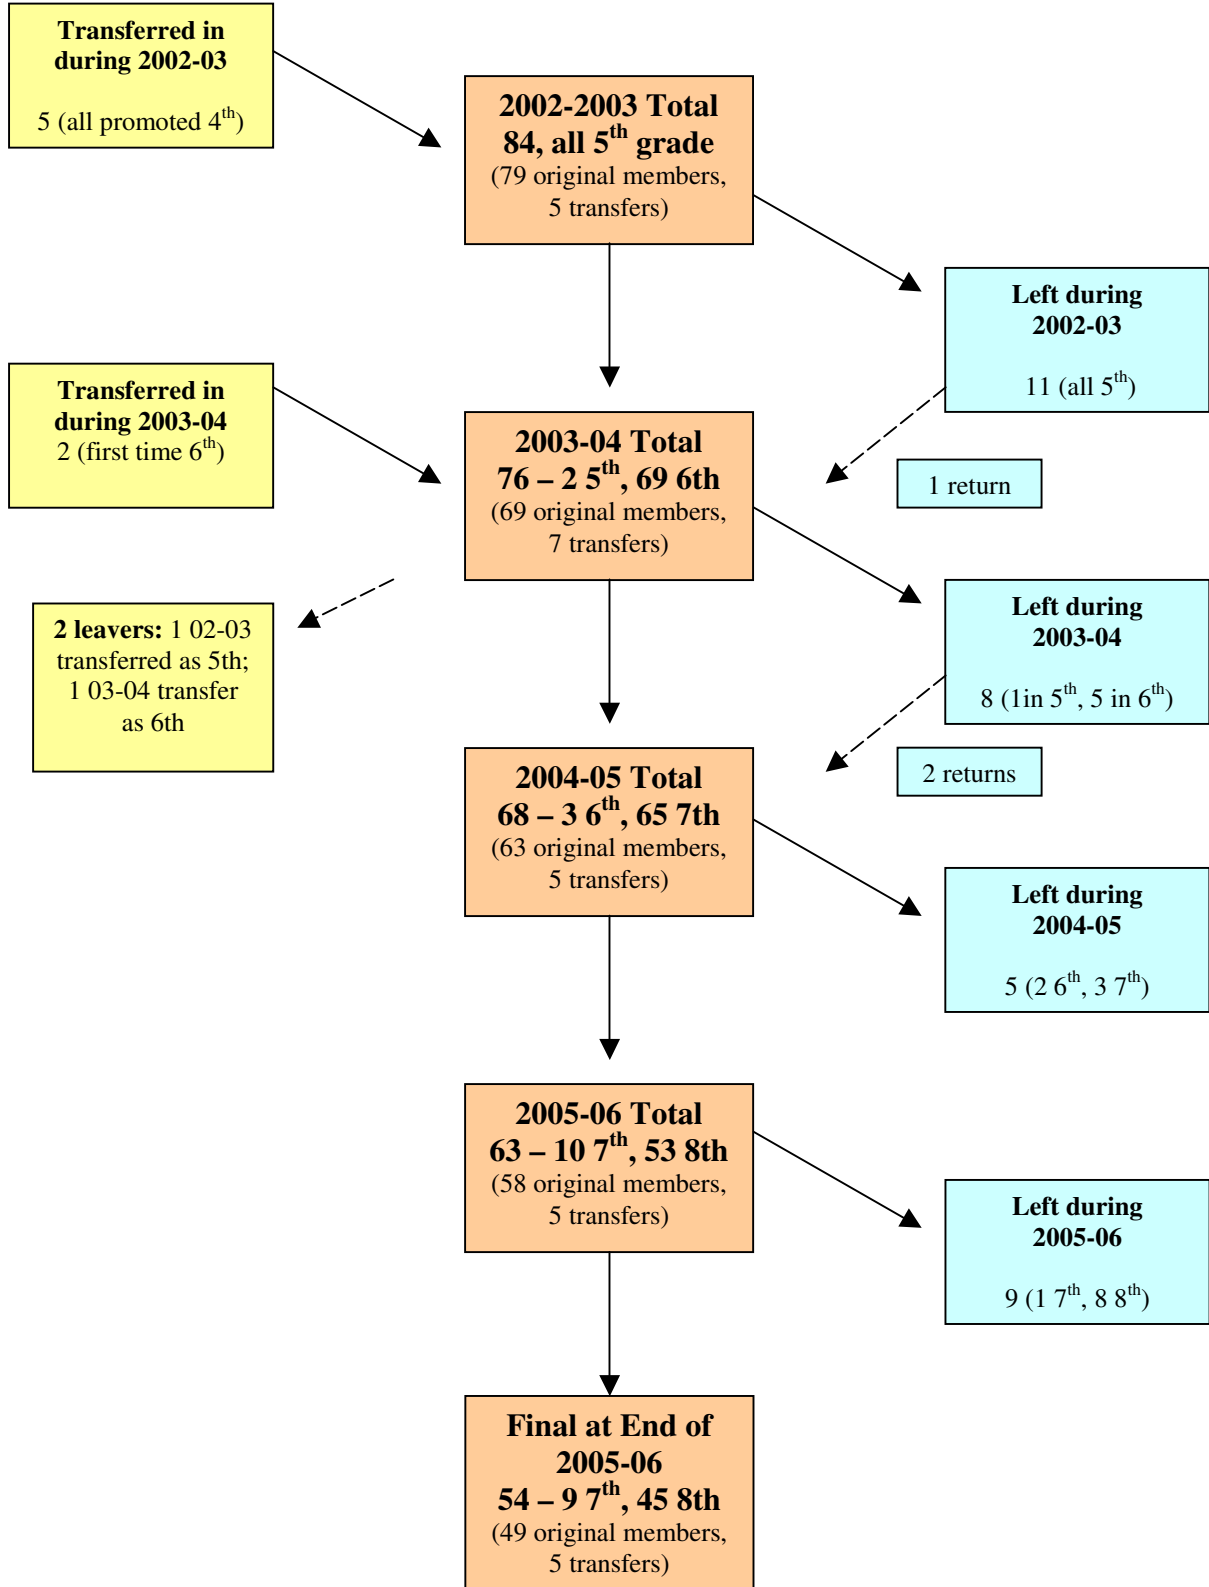 Transferred in
during 2002-03
5 (all promoted 4th)
2002-2003 Total
84, all 5th grade
(79 original members,
5 transfers)
Left during
2002-03
11 (all 5th)
Transferred in
during 2003-04
2 (first time 6th)
2003-04 Total
76 – 2 5th, 69 6th
(69 original members,
7 transfers)
1 return
2 leavers: 1 02-03
transferred as 5th;
1 03-04 transfer
as 6th
Left during
2003-04
8 (1in 5th, 5 in 6th)
2004-05 Total
68 – 3 6th, 65 7th
(63 original members,
5 transfers)
2 returns
Left during
2004-05
5 (2 6th, 3 7th)
2005-06 Total
63 – 10 7th, 53 8th
(58 original members,
5 transfers)
Left during
2005-06
9 (1 7th, 8 8th)
Final at End of
2005-06
54 – 9 7th, 45 8th
(49 original members,
5 transfers)